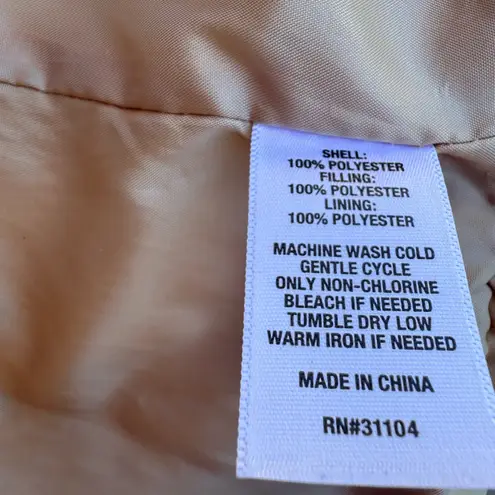 SHELL:
100% POLYESTER
FILLING:
100% POLYESTER
LINING:
100% POLYESTER
MACHINE WASH COLD
GENTLE CYCLE
ONLY NON-CHLORINE
BLEACH IF NEEDED
TUMBLE DRY LOW
WARM IRON IF NEEDED
MADE IN CHINA
RN#31104